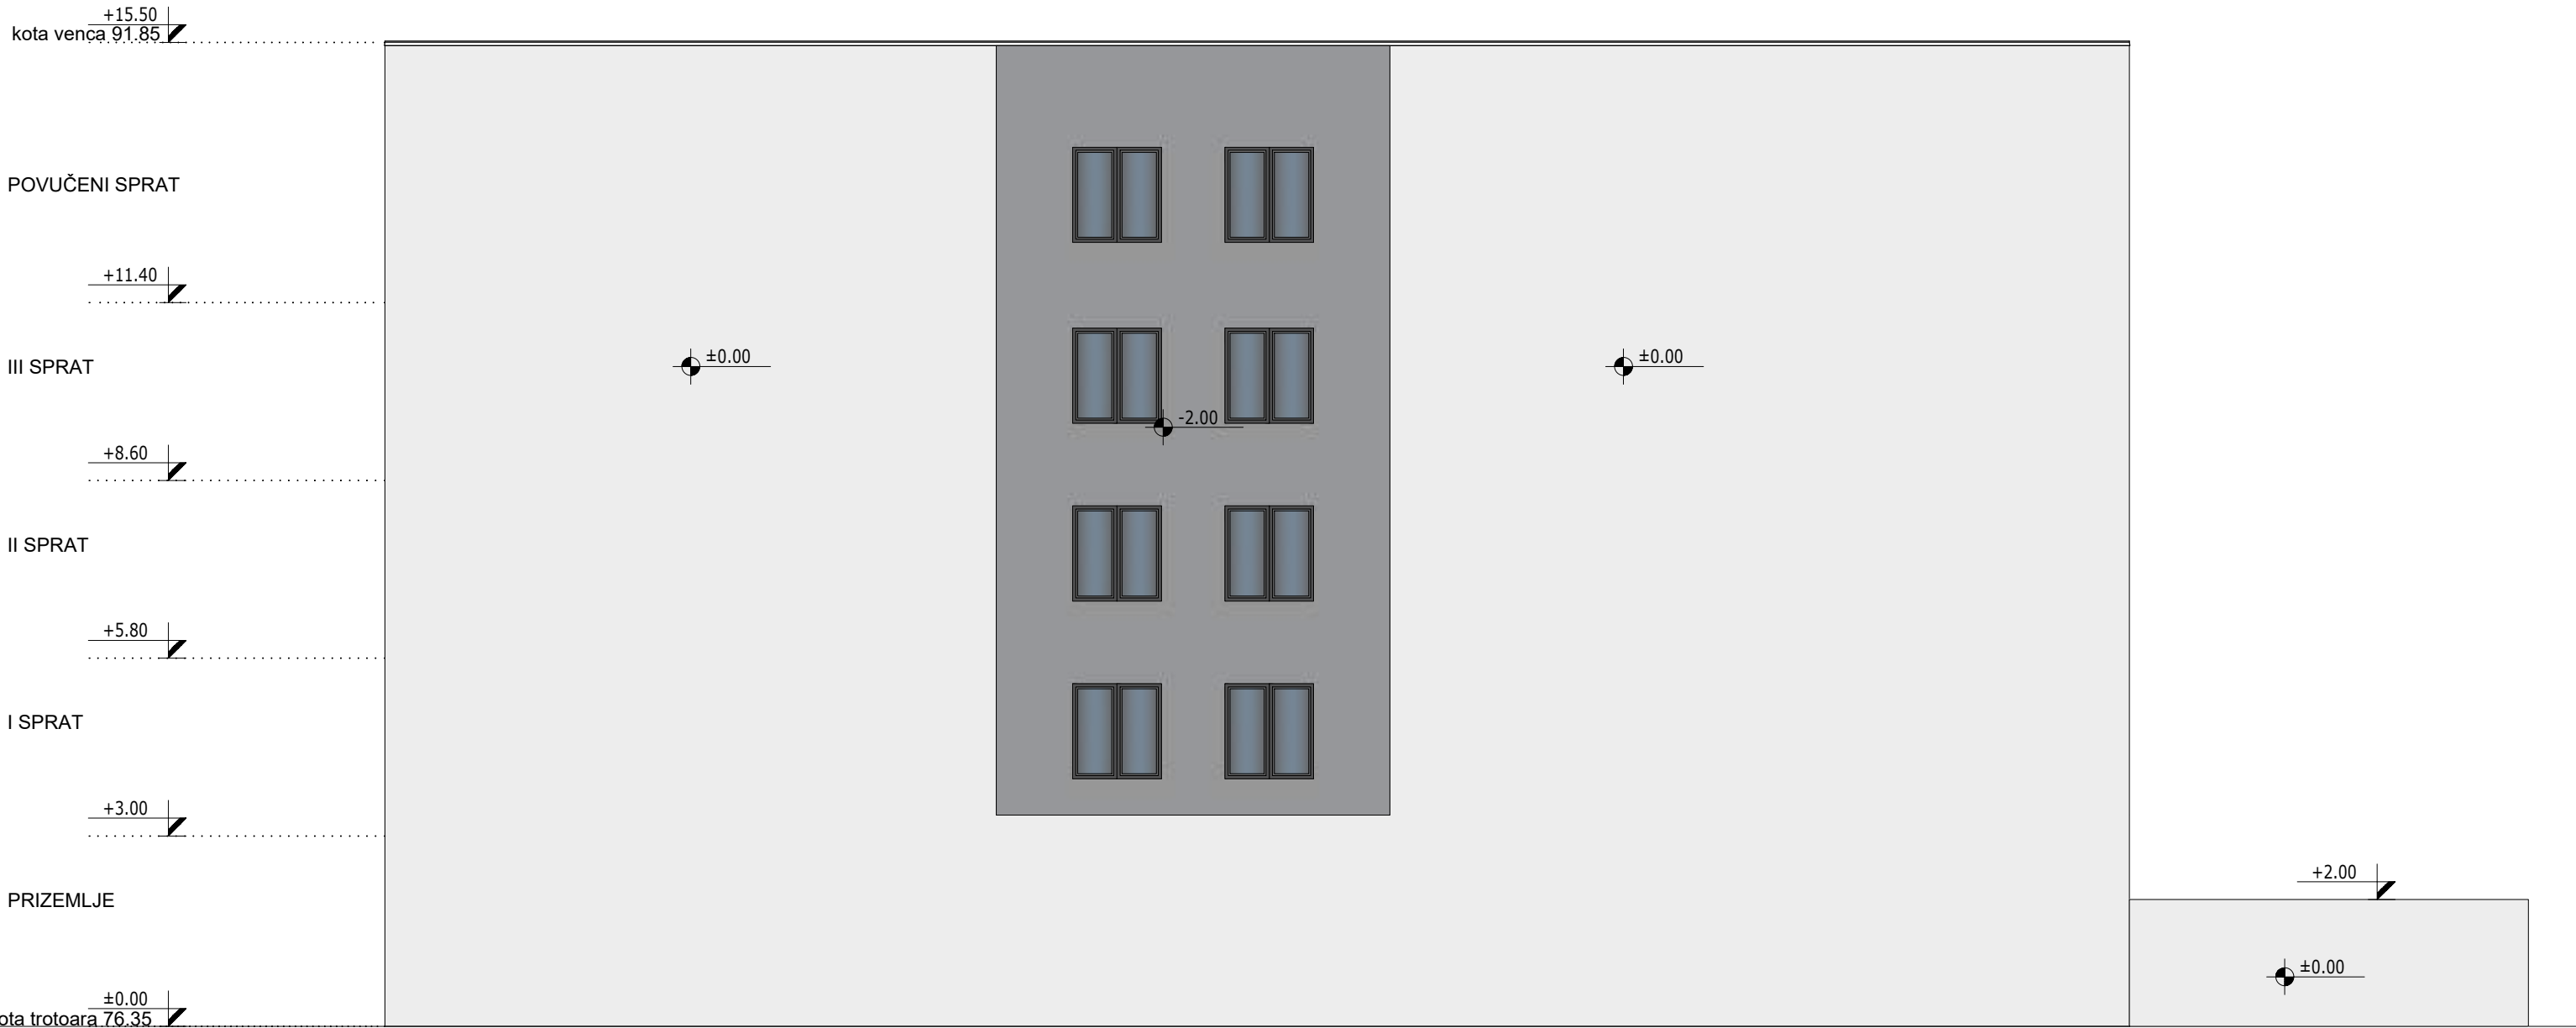 +15.50
kota venca 91.85
POVUČENI SPRAT
+11.40
III SPRAT
±0.00
±0.00
-2.00
+8.60
II SPRAT
+5.80
I SPRAT
+3.00
+2.00
PRIZEMLJE
±0.00
±0.00
ota trotoara 76.35